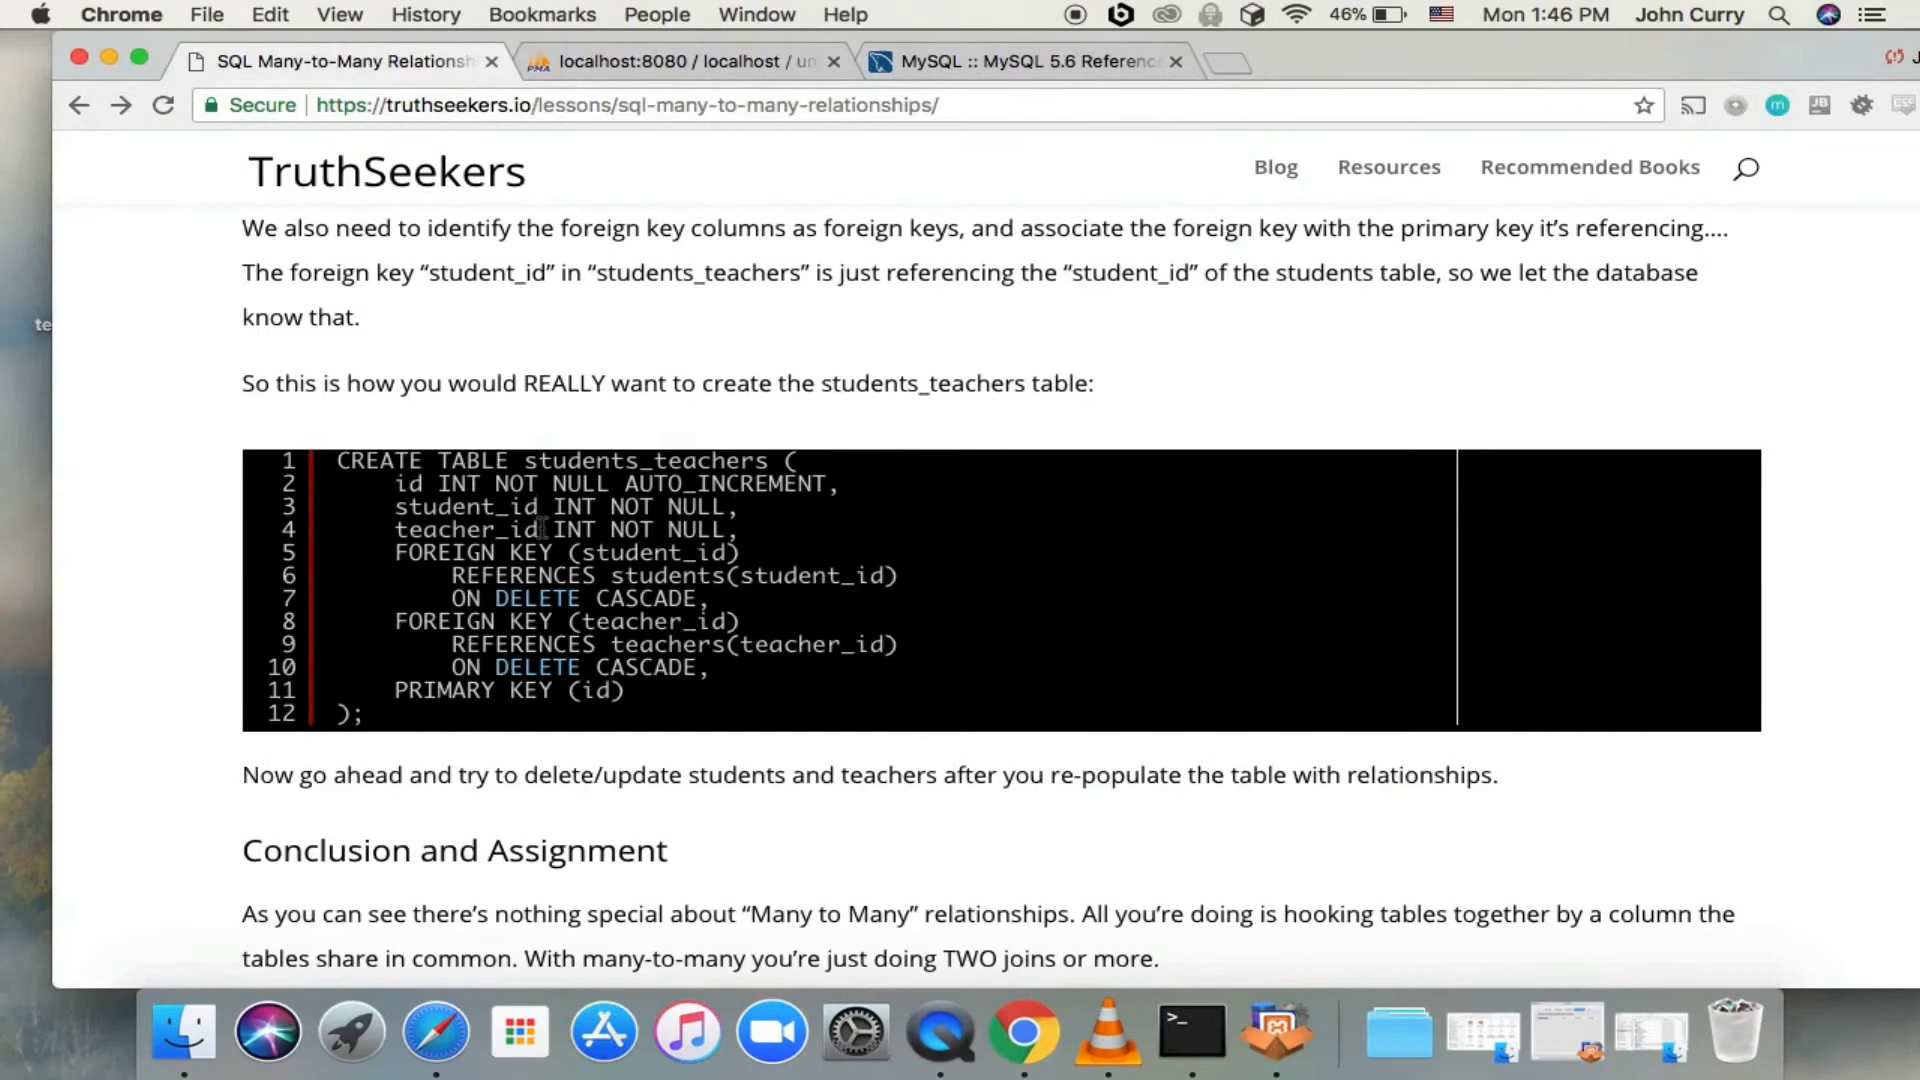 Chrome File Edit View History Bookmarks People Window Help 46% Mon 1:46 PM John Curry
SQL Many-to-Many Relationsh localhost:8080 / localhost / un MySQL :: MySQL 5.6 Referenc J
Secure https://truthseekers.io/lessons/sql-many-to-many-relationships/
TruthSeekers Blog Resources Recommended Books
We also need to identify the foreign key columns as foreign keys, and associate the foreign key with the primary key it’s referencing….
The foreign key “student_id” in “students_teachers” is just referencing the “student_id” of the students table, so we let the database
te
know that.
So this is how you would REALLY want to create the students_teachers table:
1 CREATE TABLE students_teachers (
2 id INT NOT NULL AUTO_INCREMENT,
3 student_id INT NOT NULL,
4 teacher_id INT NOT NULL,
5 FOREIGN KEY (student_id)
6 REFERENCES students(student_id)
7 ON DELETE CASCADE,
8 FOREIGN KEY (teacher_id)
9 REFERENCES teachers(teacher_id)
10 ON DELETE CASCADE,
11 PRIMARY KEY (id)
12 );
Now go ahead and try to delete/update students and teachers after you re-populate the table with relationships.
Conclusion and Assignment
As you can see there’s nothing special about “Many to Many” relationships. All you’re doing is hooking tables together by a column the
tables share in common. With many-to-many you’re just doing TWO joins or more.